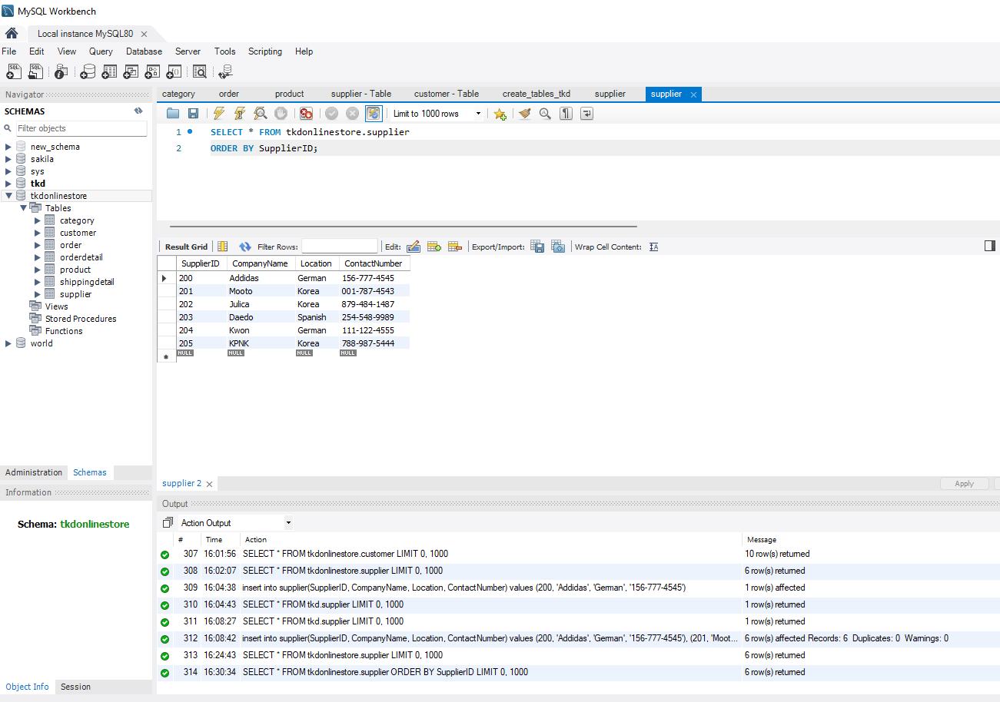 MySQL Workbench
Local instance MySQL80
File Edit View Query Database Server Tools Scripting Help
Navigator
SCHEMAS
Filter objects
new_schema
sakila
sys
tkd
tkdonlinestore
Tables
category
customer
order
orderdetail
product
shippingdetail
supplier
Views
Stored Procedures
Functions
world
Administration Schemas
Information
Schema: tkdonlinestore
Object Info Session
category order product supplier - Table customer - Table create_tables_tkd supplier supplier
Limit to 1000 rows
1 SELECT * FROM tkdonlinestore.supplier
2 ORDER BY SupplierID;
Result Grid Filter Rows: Edit: Export/Import: Wrap Cell Content:
SupplierID CompanyName Location ContactNumber
200 Addidas German 156-777-4545
201 Mooto Korea 001-787-4543
202 Julica Korea 879-484-1487
203 Daedo Spanish 254-548-9989
204 Kwon German 111-122-4555
205 KPNK Korea 788-987-5444
NULL NULL NULL NULL
supplier 2 Apply
Output
Action Output
# Time Action Message
307 16:01:56 SELECT * FROM tkdonlinestore.customer LIMIT 0, 1000 10 row(s) returned
308 16:02:07 SELECT * FROM tkdonlinestore.supplier LIMIT 0, 1000 6 row(s) returned
309 16:04:38 insert into supplier(SupplierID, CompanyName, Location, ContactNumber) values (200, 'Addidas', 'German', '156-777-4545') 1 row(s) affected
310 16:04:43 SELECT * FROM tkd.supplier LIMIT 0, 1000 1 row(s) returned
311 16:08:27 SELECT * FROM tkd.supplier LIMIT 0, 1000 1 row(s) returned
312 16:08:42 insert into supplier(SupplierID, CompanyName, Location, ContactNumber) values (200, 'Addidas', 'German', '156-777-4545'), (201, 'Moot... 6 row(s) affected Records: 6 Duplicates: 0 Warnings: 0
313 16:24:43 SELECT * FROM tkdonlinestore.supplier LIMIT 0, 1000 6 row(s) returned
314 16:30:34 SELECT * FROM tkdonlinestore.supplier ORDER BY SupplierID LIMIT 0, 1000 6 row(s) returned